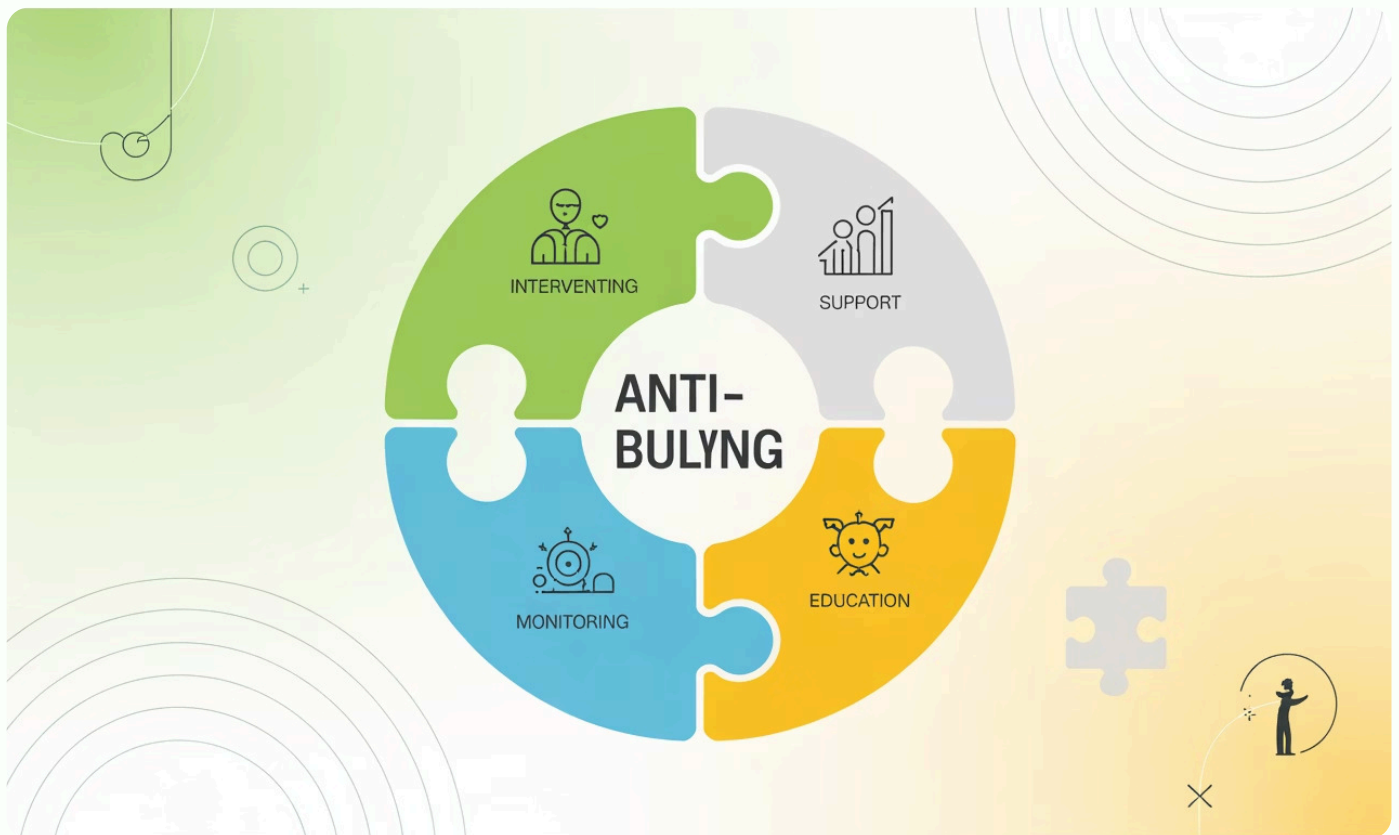 INTERVENTING
SUPPORT
ANTI-
BULYNG
MONITORING
EDUCATION